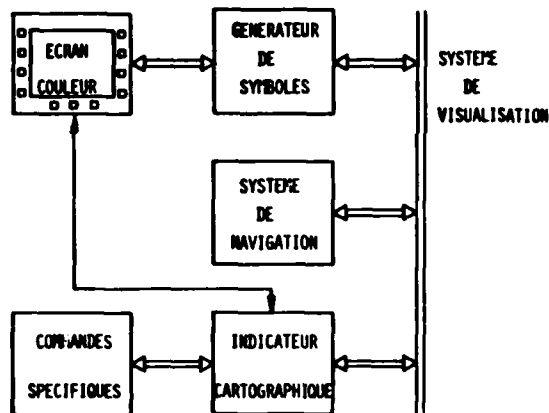 ECRAN
COULEUR
GENERATEUR
DE
SYMBOLES
SYSTEME
DE
VISUALISATION
SYSTEME
DE
NAVIGATION
COMMANDES
SPECIFIQUES
INDICATEUR
CARTOGRAPHIQUE